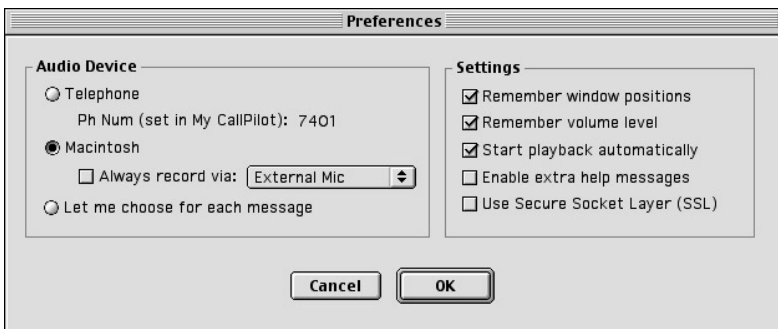 Preferences
Audio Device
Telephone
Ph Num (set in My CallPilot): 7401
Macintosh
Always record via: External Mic
Let me choose for each message
Settings
Remember window positions
Remember volume level
Start playback automatically
Enable extra help messages
Use Secure Socket Layer (SSL)
Cancel OK